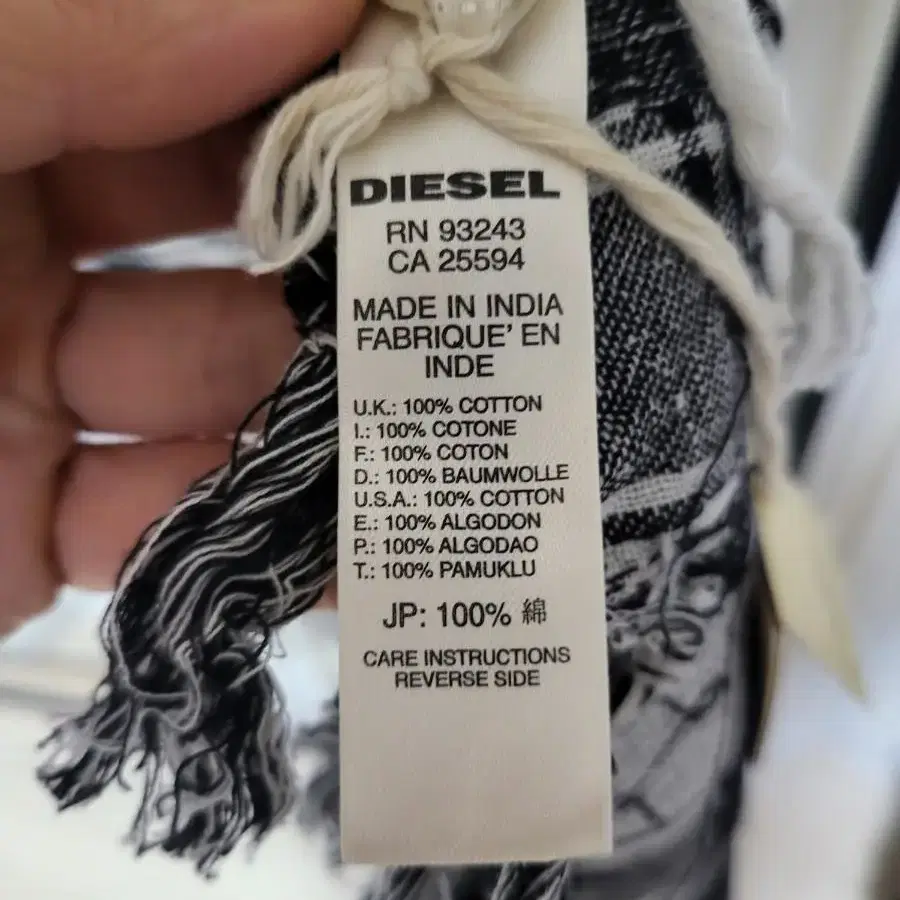 DIESEL
RN 93243
CA 25594
MADE IN INDIA
FABRIQUE' EN
INDE
U.K.: 100% COTTON
I.: 100% COTONE
F.: 100% COTON
D.: 100% BAUMWOLLE
U.S.A.: 100% COTTON
E.: 100% ALGODON
P.: 100% ALGODAO
T.: 100% PAMUKLU
JP: 100% 綿
CARE INSTRUCTIONS
REVERSE SIDE